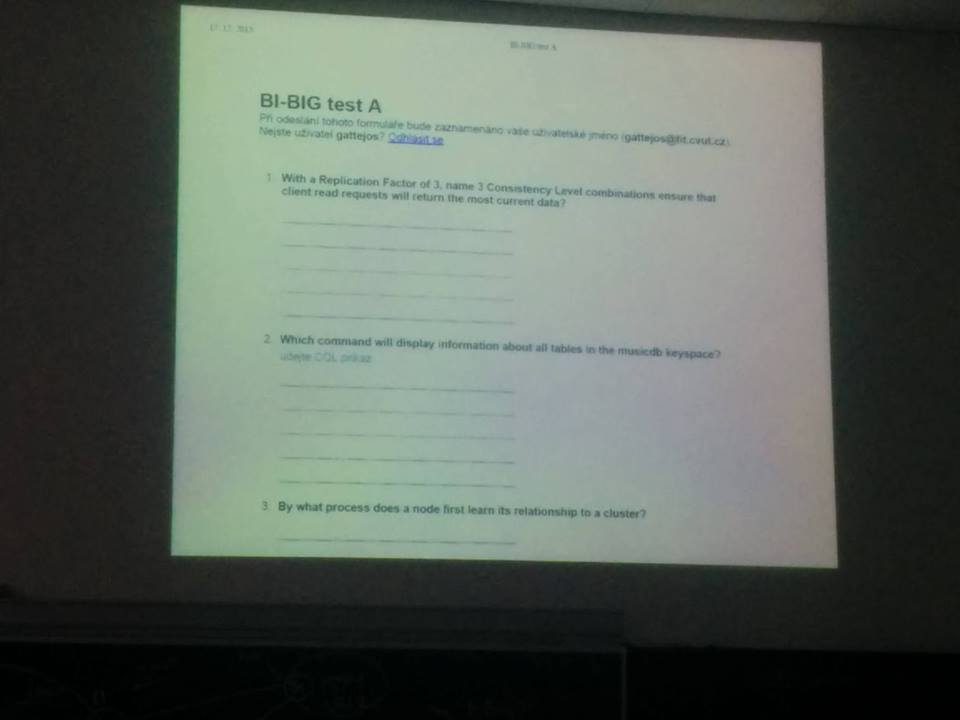 17. 12. 2015
BI-BIG test A
BI-BIG test A
Při odeslání tohoto formuláře bude zaznamenáno vaše uživatelské jméno (gattejos@fit.cvut.cz).
Nejste uživatel gattejos? Odhlásit se
1. With a Replication Factor of 3, name 3 Consistency Level combinations ensure that
client read requests will return the most current data?
2. Which command will display information about all tables in the musicdb keyspace?
udejte CQL prikaz
3. By what process does a node first learn its relationship to a cluster?